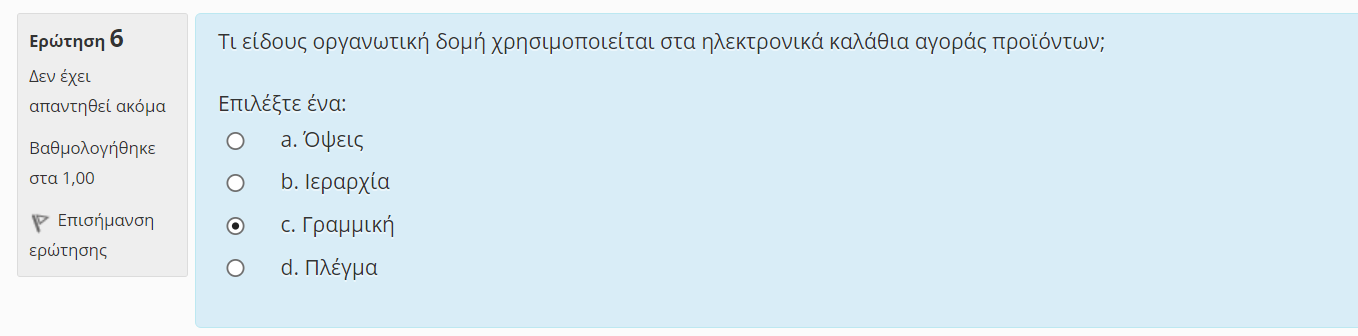 Ερώτηση 6
Δεν έχει
απαντηθεί ακόμα
Βαθμολογήθηκε
στα 1,00
Επισήμανση
ερώτησης
Τι είδους οργανωτική δομή χρησιμοποιείται στα ηλεκτρονικά καλάθια αγοράς προϊόντων;
Επιλέξτε ένα:
a. Όψεις
b. Ιεραρχία
c. Γραμμική
d. Πλέγμα